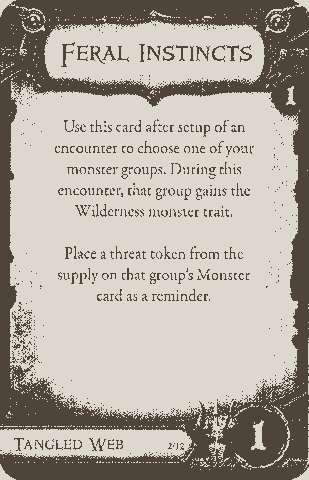 Feral Instincts
1
Use this card after setup of an
encounter to choose one of your
monster groups. During this
encounter, that group gains the
Wilderness monster trait.
Place a threat token from the
supply on that group's Monster
card as a reminder.
Tangled Web
2/12
1